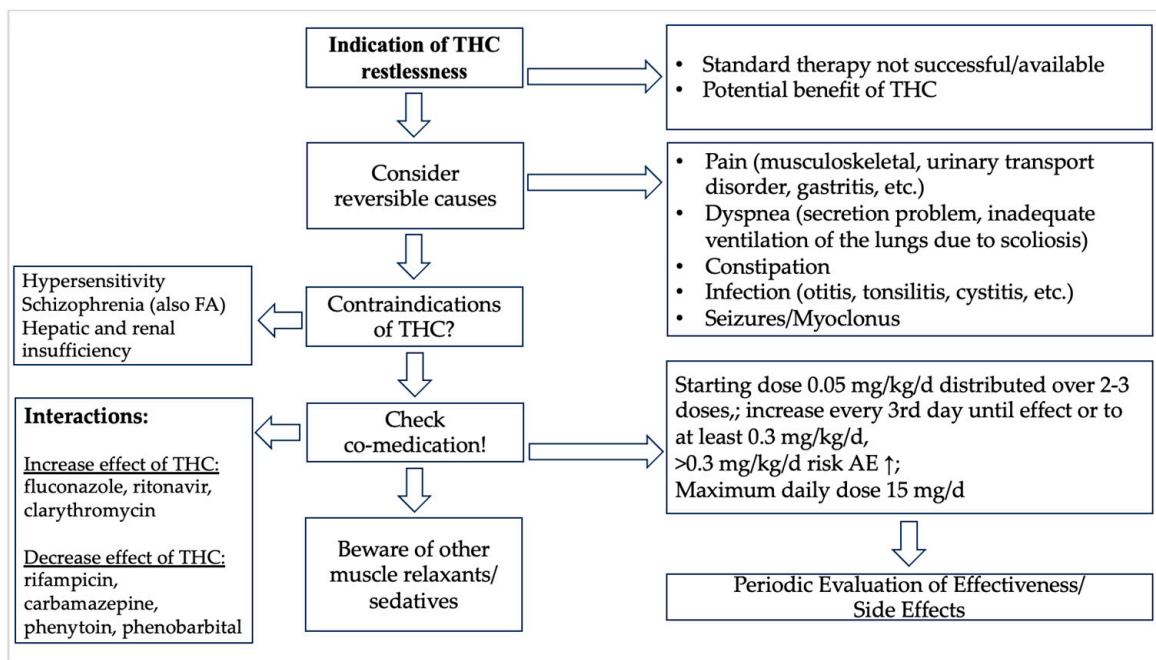 Indication of THC
restlessness
• Standard therapy not successful/available
• Potential benefit of THC
Consider
reversible causes
• Pain (musculoskeletal, urinary transport
disorder, gastritis, etc.)
• Dyspnea (secretion problem, inadequate
ventilation of the lungs due to scoliosis)
• Constipation
• Infection (otitis, tonsilitis, cystitis, etc.)
• Seizures/Myoclonus
Hypersensitivity
Schizophrenia (also FA)
Hepatic and renal
insufficiency
Contraindications
of THC?
Interactions:
Increase effect of THC:
fluconazole, ritonavir,
clarythromycin
Decrease effect of THC:
rifampicin,
carbamazepine,
phenytoin, phenobarbital
Check
co-medication!
Starting dose 0.05 mg/kg/d distributed over 2-3
doses,; increase every 3rd day until effect or to
at least 0.3 mg/kg/d,
>0.3 mg/kg/d risk AE ↑;
Maximum daily dose 15 mg/d
Beware of other
muscle relaxants/
sedatives
Periodic Evaluation of Effectiveness/
Side Effects